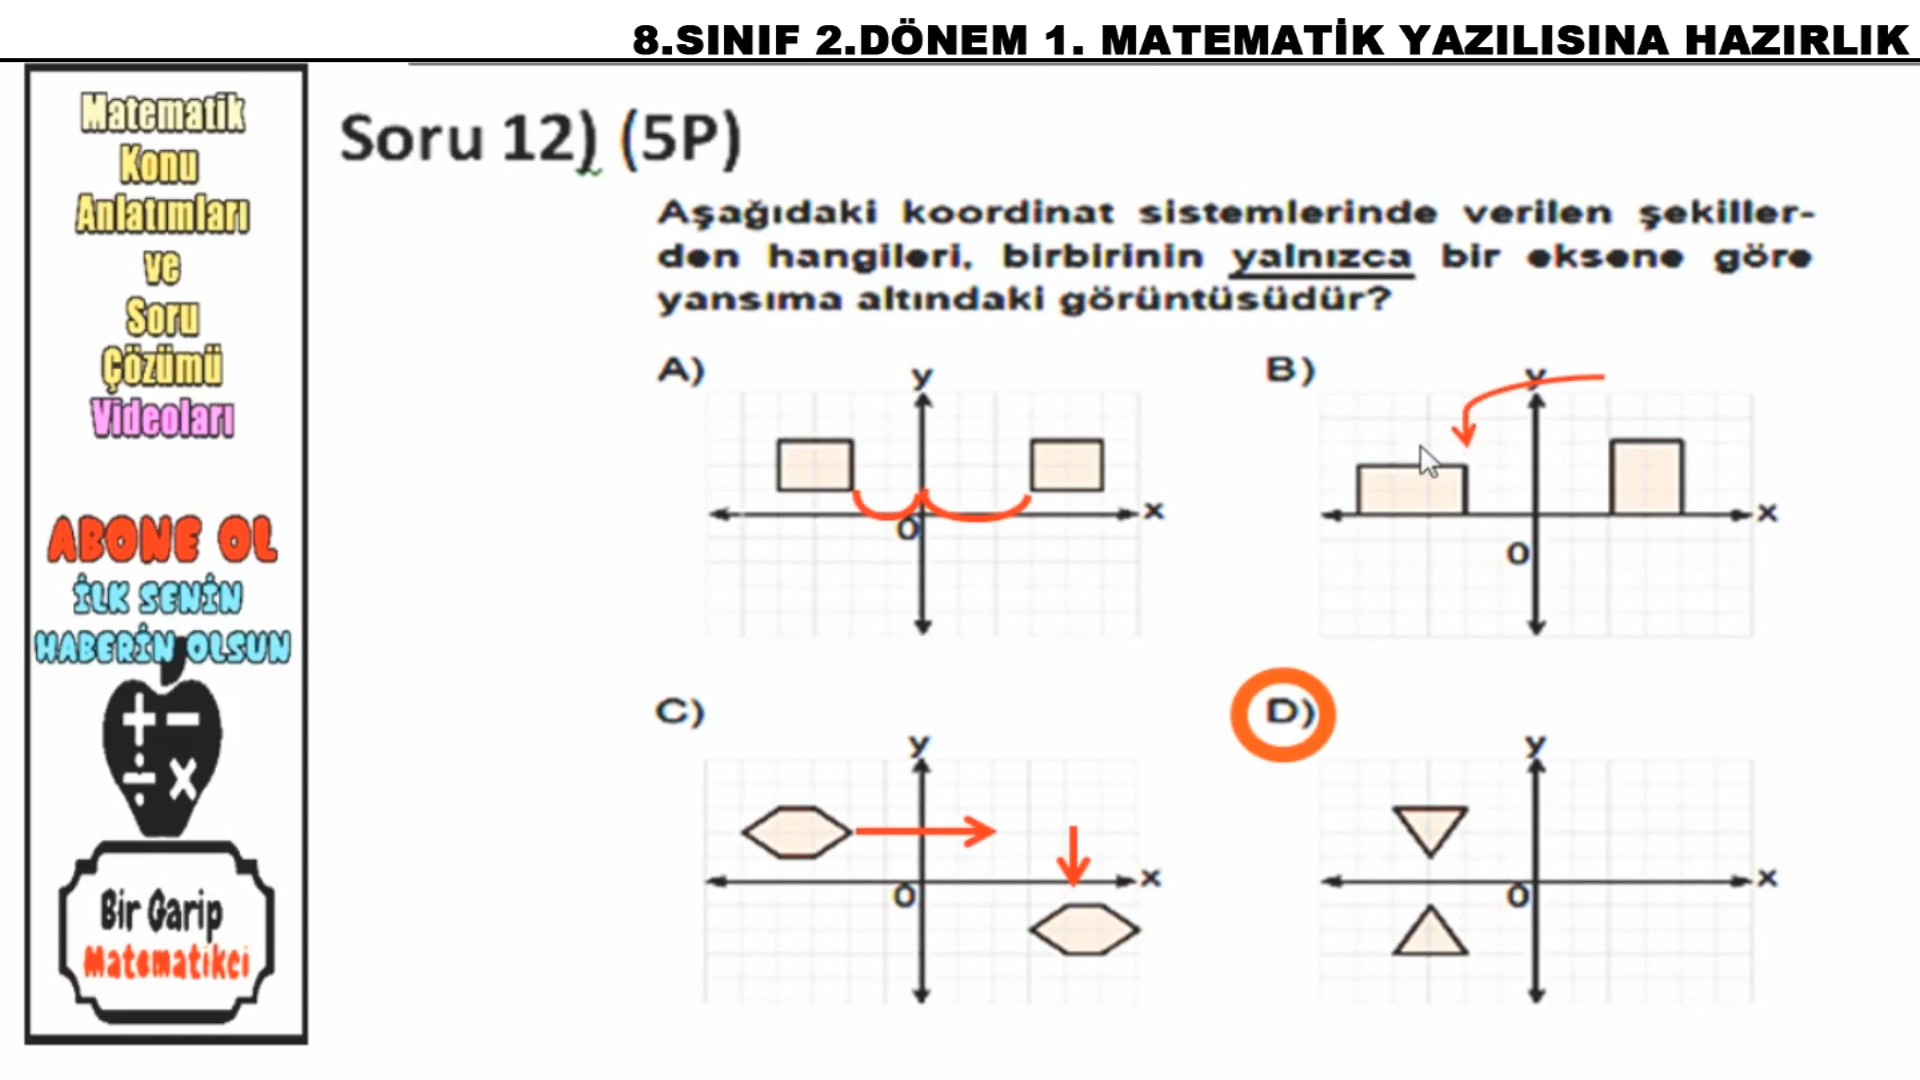 8.SINIF 2.DÖNEM 1. MATEMATİK YAZILISINA HAZIRLIK
Matematik
Konu
Anlatımları
ve
Soru
Çözümü
Videoları
ABONE OL
İLK SENİN
HABERİN OLSUN
+ −
÷ x
Bir Garip
Matematikci
Soru 12) (5P)
Aşağıdaki koordinat sistemlerinde verilen şekiller-
den hangileri, birbirinin yalnızca bir eksene göre
yansıma altındaki görüntüsüdür?
A)
y
x
0
B)
y
x
0
C)
y
x
0
D)
y
x
0